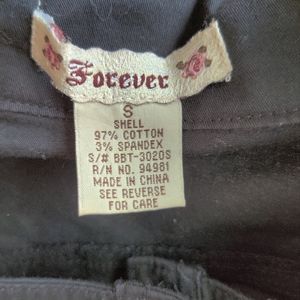 Forever
S
SHELL
97% COTTON
3% SPANDEX
S/# BBT-3020S
R/N NO. 94981
MADE IN CHINA
SEE REVERSE
FOR CARE